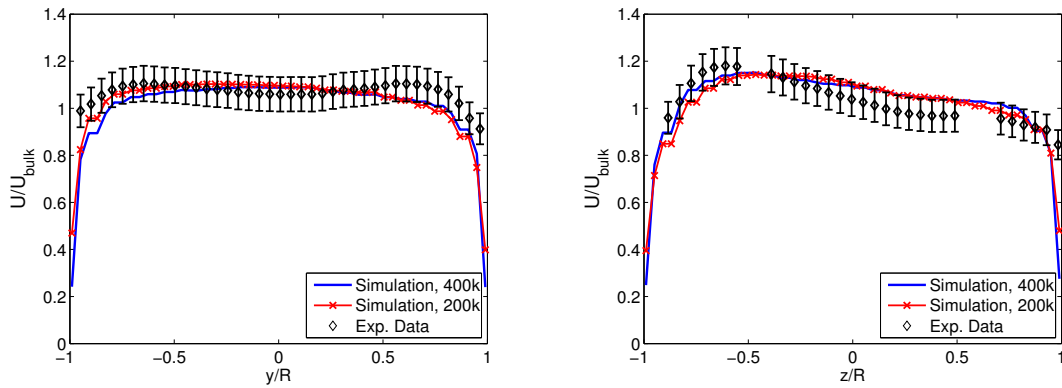 1.4
1.2
1
0.8
0.6
0.4
0.2
0
U/U_bulk
-1
−0.5
0
0.5
1
y/R
Simulation, 400k
Simulation, 200k
Exp. Data
1.4
1.2
1
0.8
0.6
0.4
0.2
0
U/U_bulk
-1
−0.5
0
0.5
1
z/R
Simulation, 400k
Simulation, 200k
Exp. Data